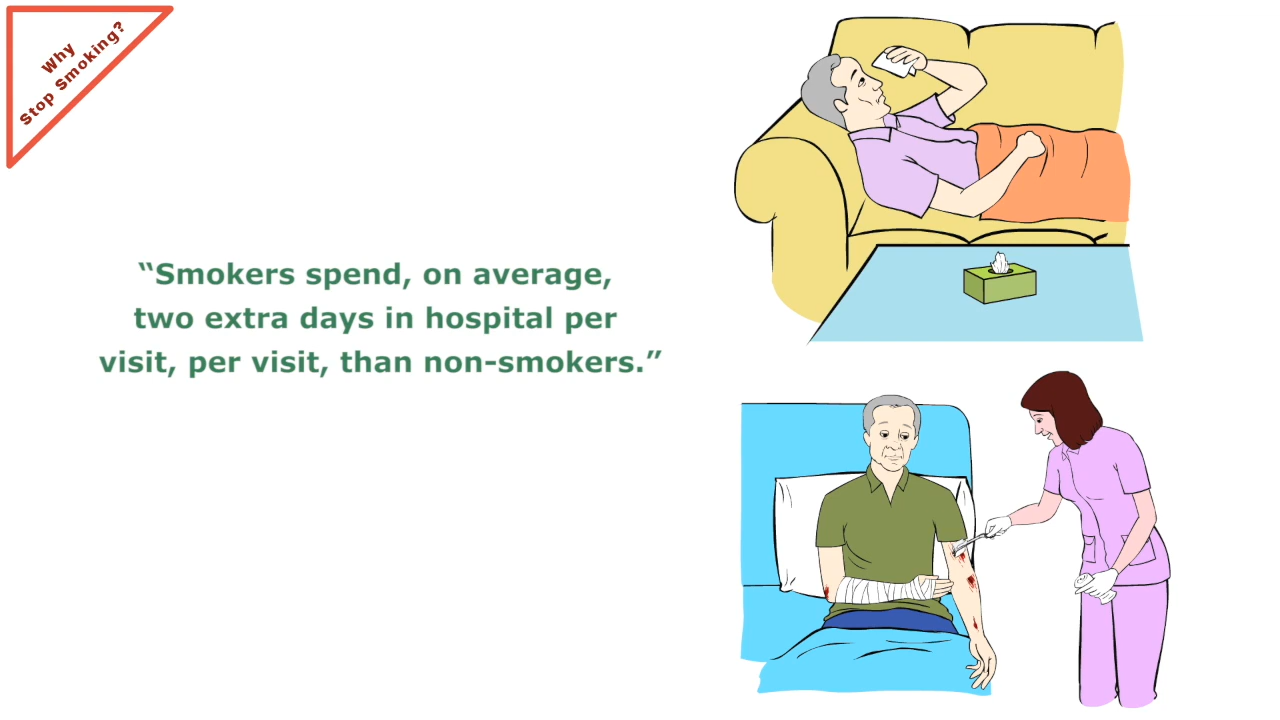 Why
Stop Smoking?
“Smokers spend, on average,
two extra days in hospital per
visit, per visit, than non-smokers.”